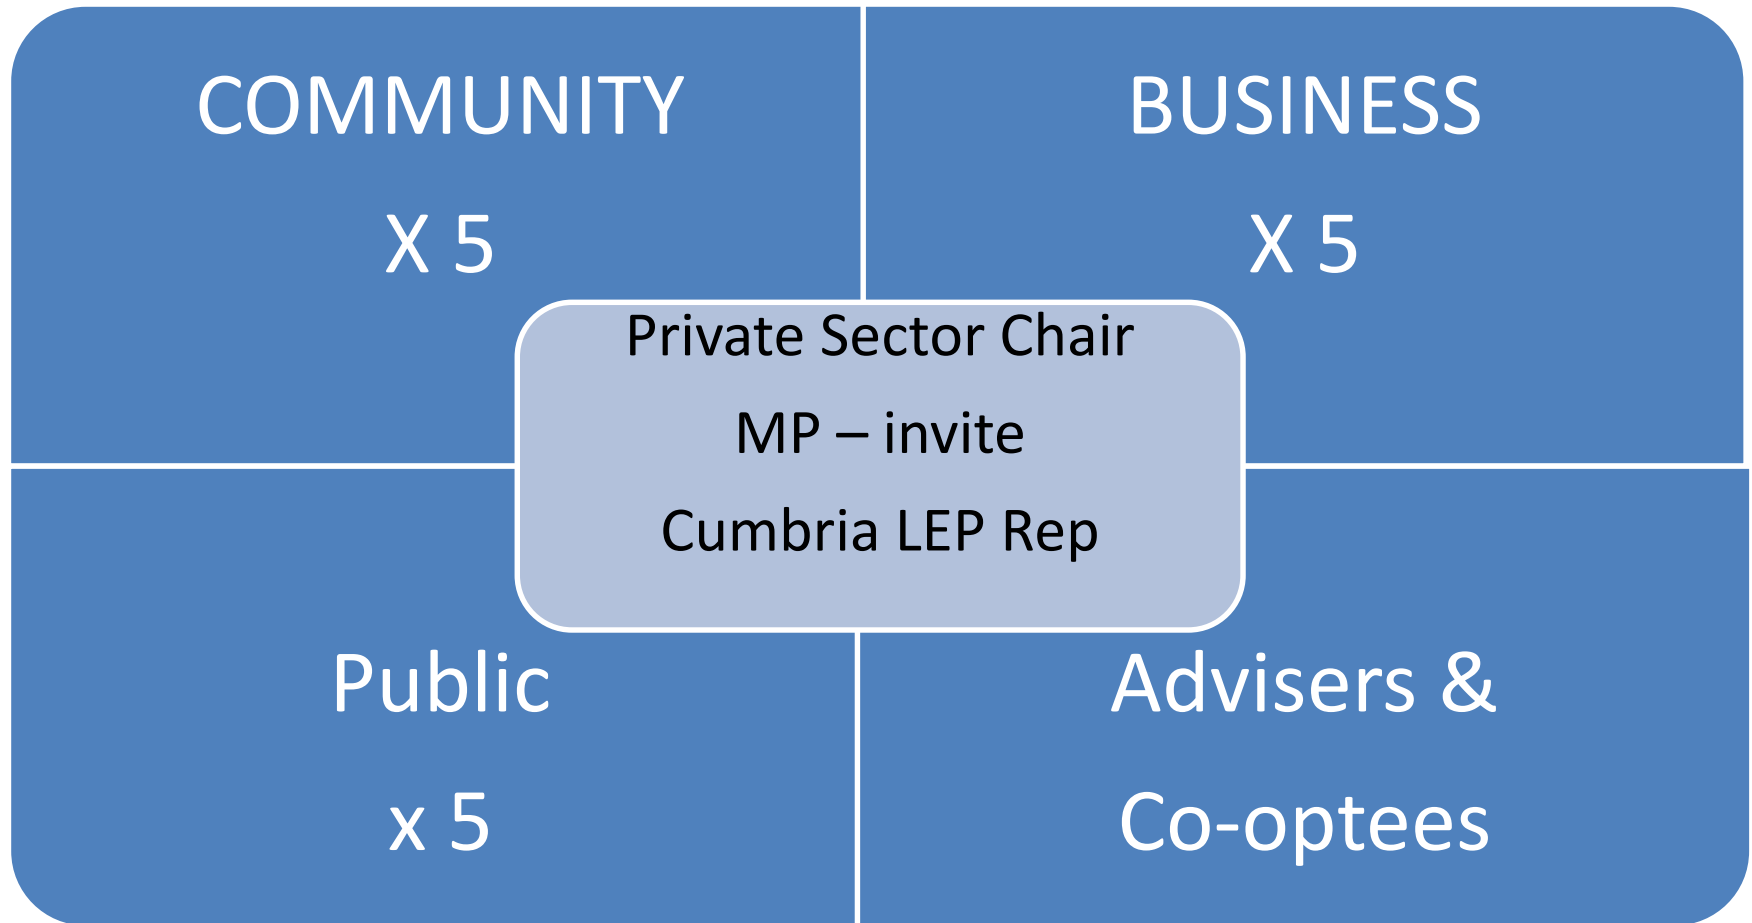 COMMUNITY
X 5
BUSINESS
X 5
Private Sector Chair
MP – invite
Cumbria LEP Rep
Public
x 5
Advisers &
Co-optees